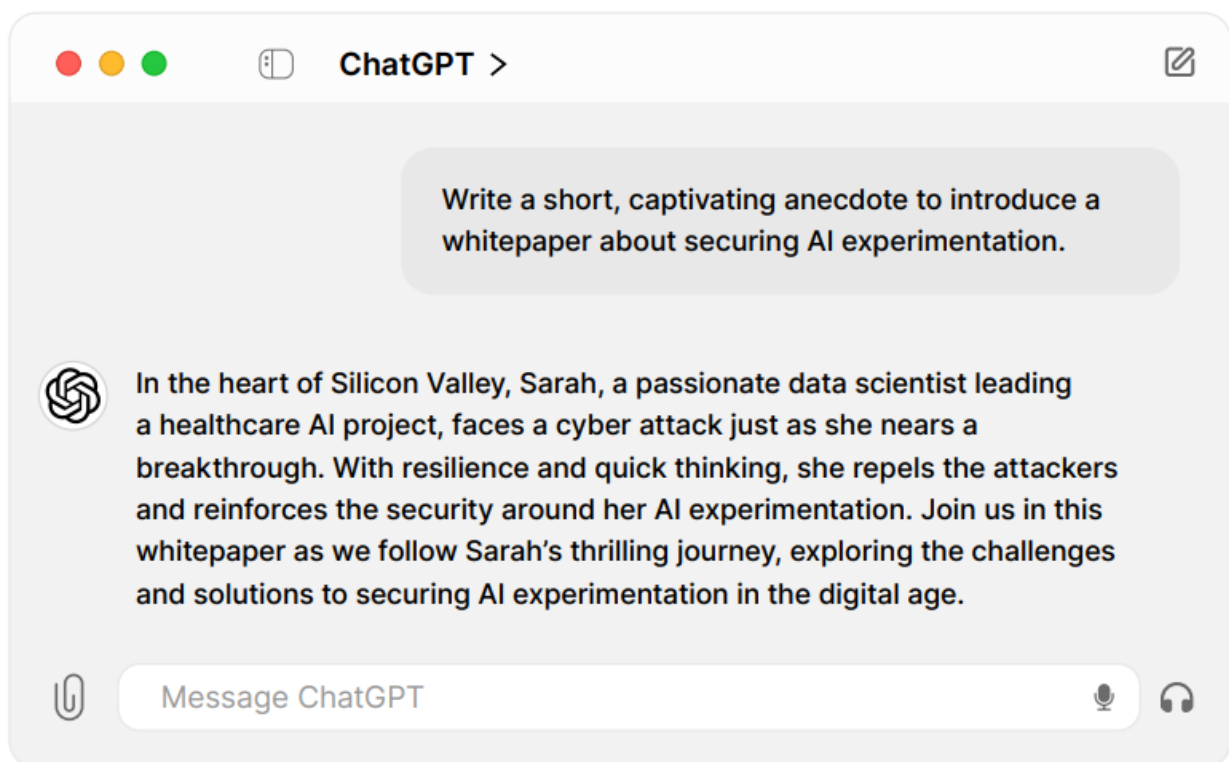 ChatGPT >
Write a short, captivating anecdote to introduce a
whitepaper about securing AI experimentation.
In the heart of Silicon Valley, Sarah, a passionate data scientist leading
a healthcare AI project, faces a cyber attack just as she nears a
breakthrough. With resilience and quick thinking, she repels the attackers
and reinforces the security around her AI experimentation. Join us in this
whitepaper as we follow Sarah’s thrilling journey, exploring the challenges
and solutions to securing AI experimentation in the digital age.
Message ChatGPT